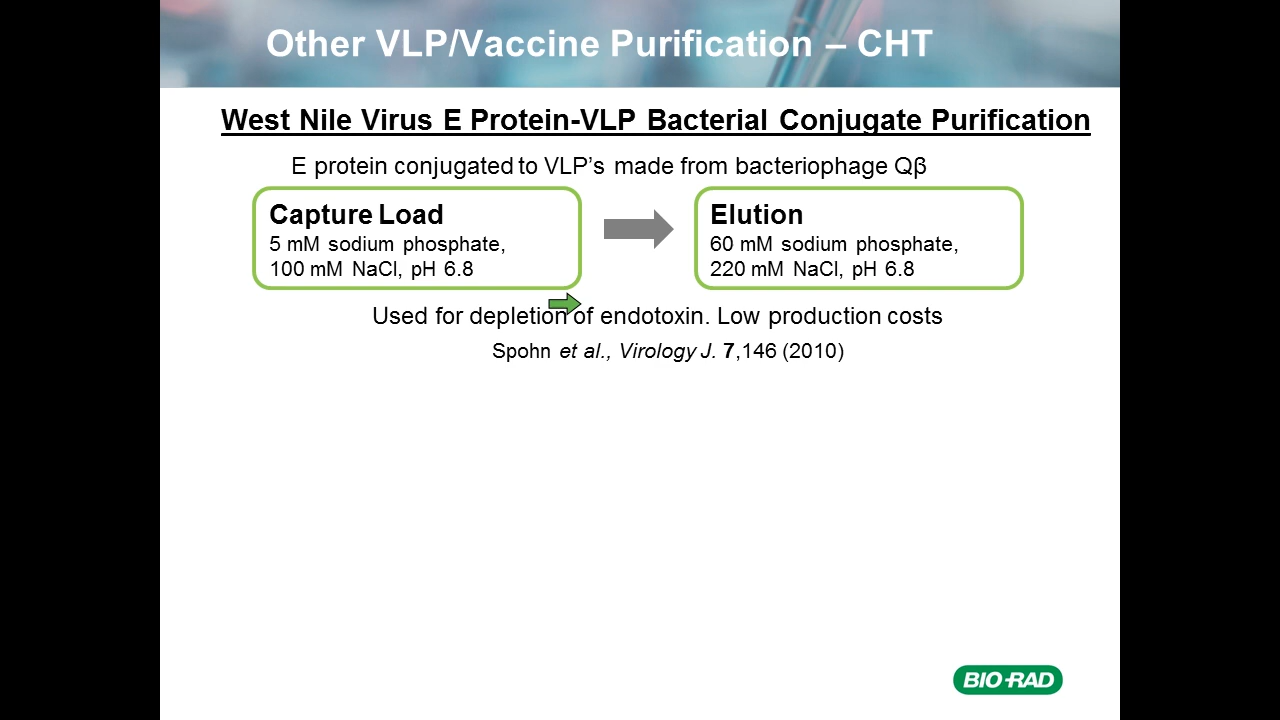 Other VLP/Vaccine Purification – CHT
West Nile Virus E Protein-VLP Bacterial Conjugate Purification
E protein conjugated to VLP’s made from bacteriophage Qβ
Capture Load
5 mM sodium phosphate,
100 mM NaCl, pH 6.8
Elution
60 mM sodium phosphate,
220 mM NaCl, pH 6.8
Used for depletion of endotoxin. Low production costs
Spohn et al., Virology J. 7,146 (2010)
BIO-RAD